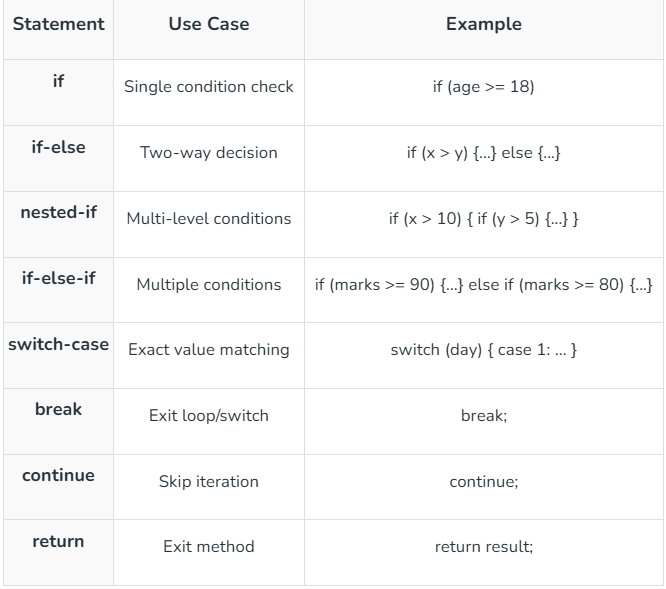 Statement Use Case Example
if Single condition check if (age >= 18)
if-else Two-way decision if (x > y) {...} else {...}
nested-if Multi-level conditions if (x > 10) { if (y > 5) {...} }
if-else-if Multiple conditions if (marks >= 90) {...} else if (marks >= 80) {...}
switch-case Exact value matching switch (day) { case 1: ... }
break Exit loop/switch break;
continue Skip iteration continue;
return Exit method return result;